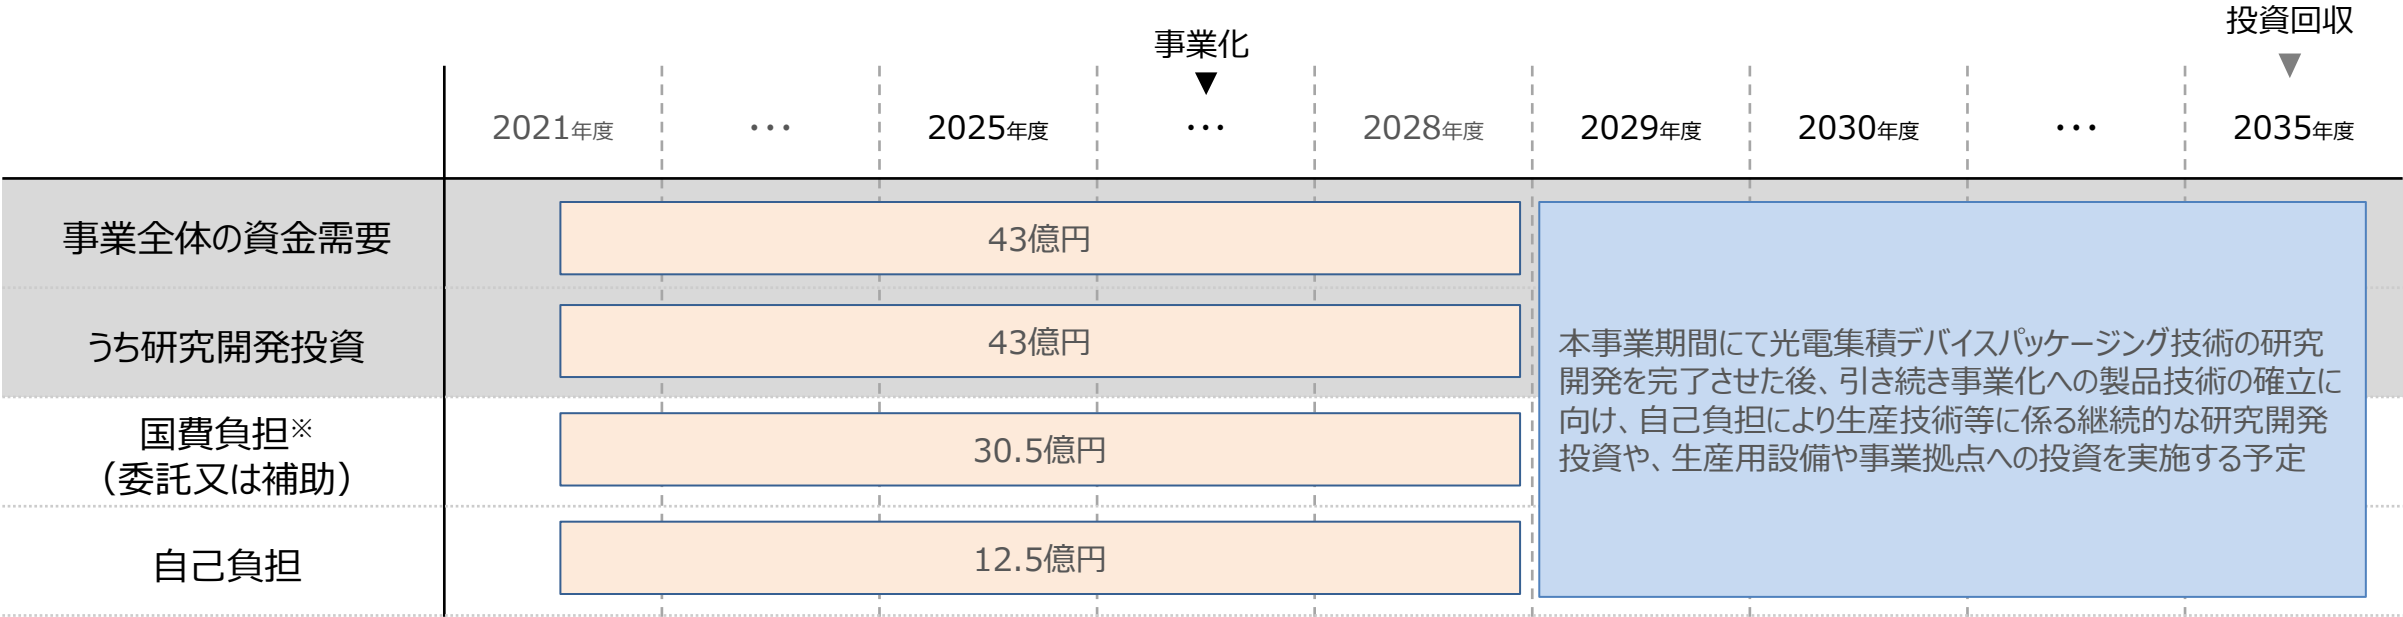 投資回収
事業化
▼
▼
2021年度 ・・・ 2025年度 ・・・ 2028年度 2029年度 2030年度 ・・・ 2035年度
事業全体の資金需要
43億円
うち研究開発投資
43億円
国費負担※
（委託又は補助）
30.5億円
自己負担
12.5億円
本事業期間にて光電集積デバイスパッケージング技術の研究
開発を完了させた後、引き続き事業化への製品技術の確立に
向け、自己負担により生産技術等に係る継続的な研究開発
投資や、生産用設備や事業拠点への投資を実施する予定